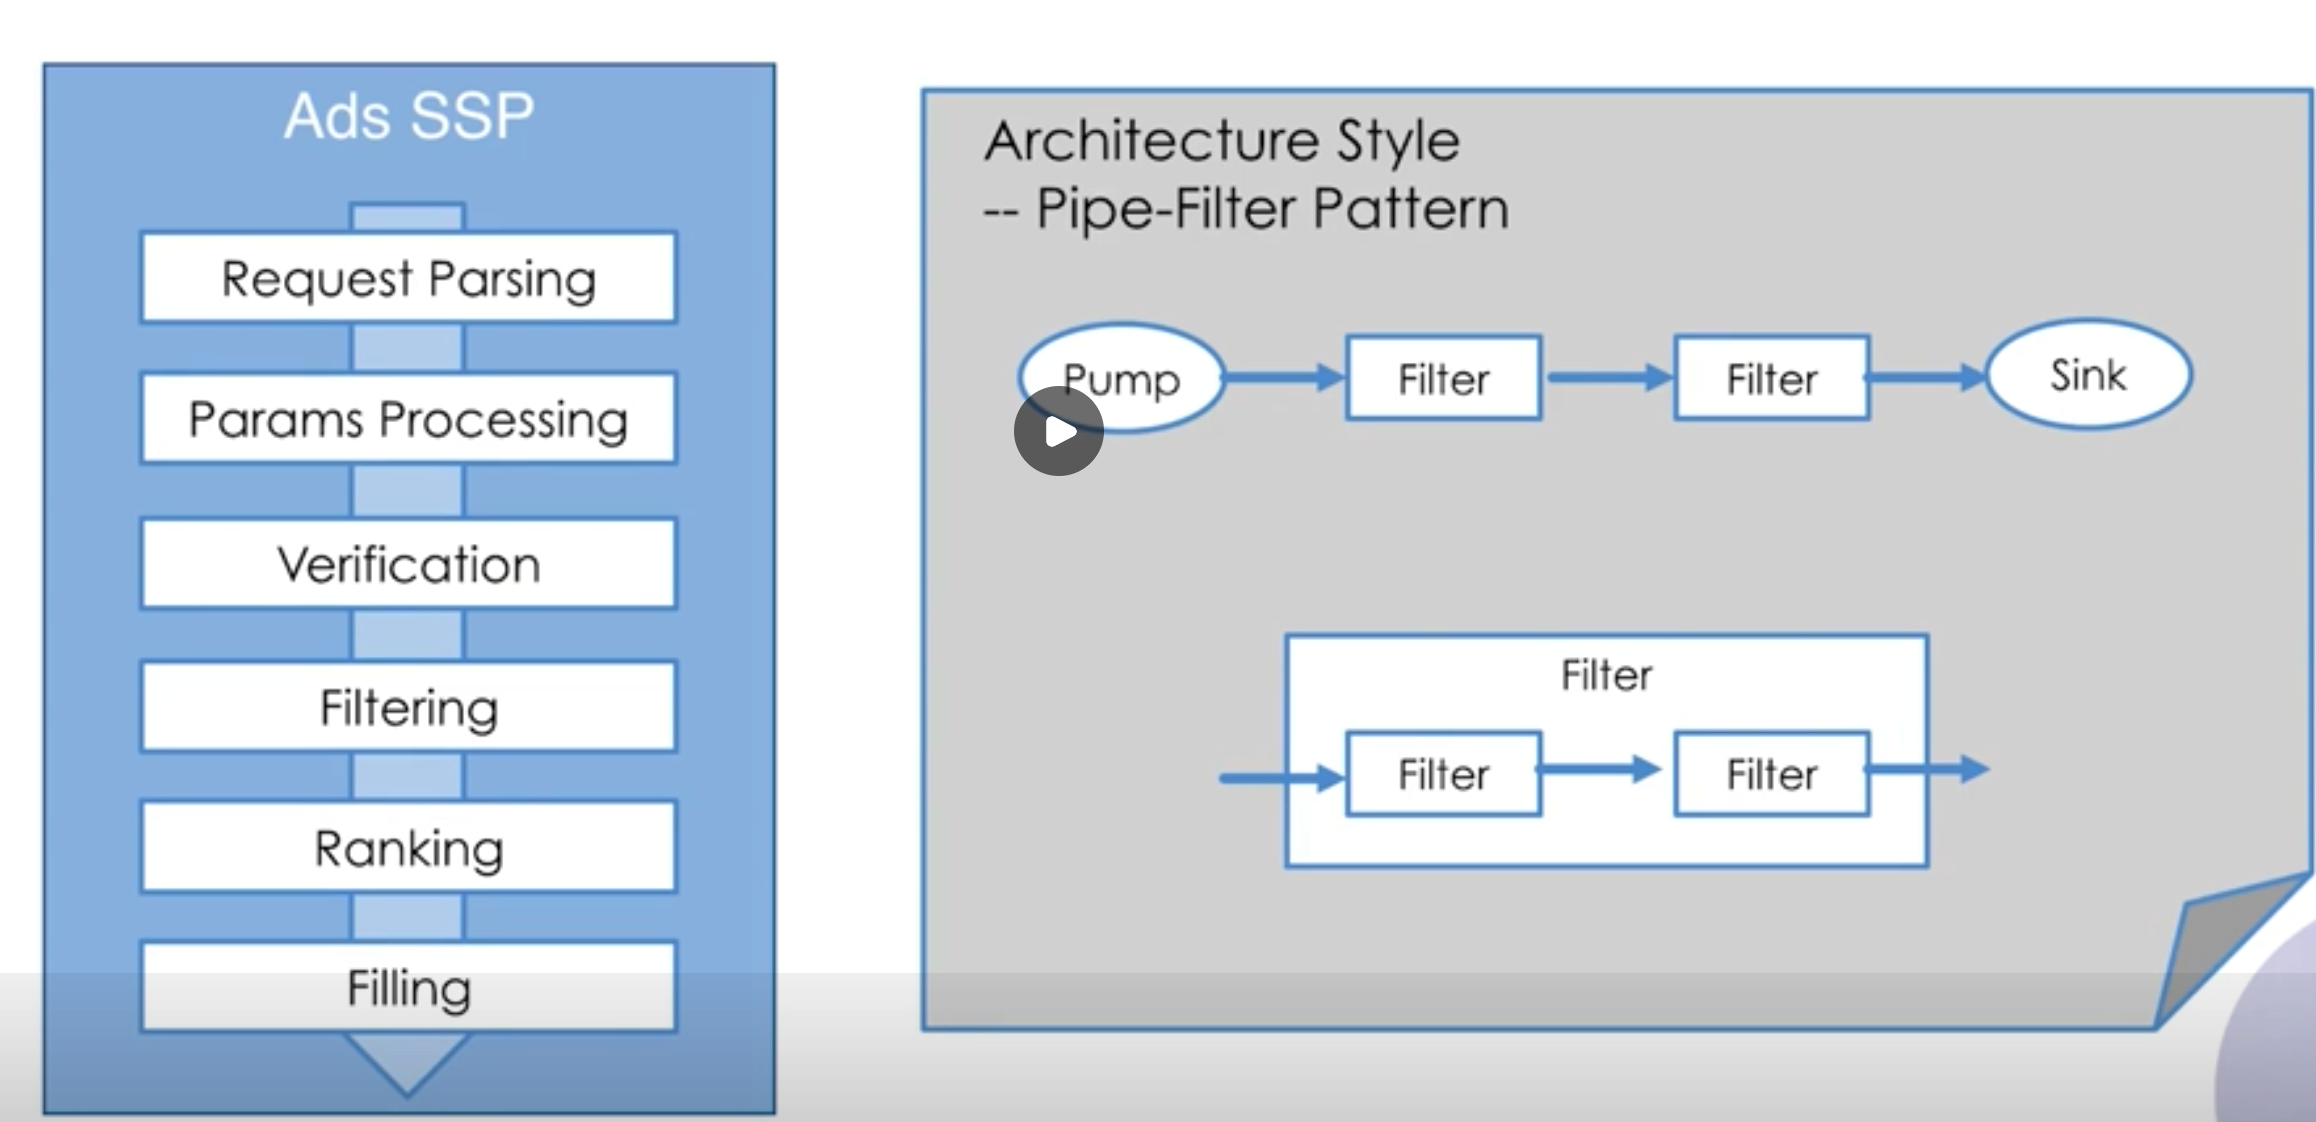 Ads SSP
Request Parsing
Params Processing
Verification
Filtering
Ranking
Filling
Architecture Style
-- Pipe-Filter Pattern
Pump
Filter
Filter
Sink
Filter
Filter
Filter